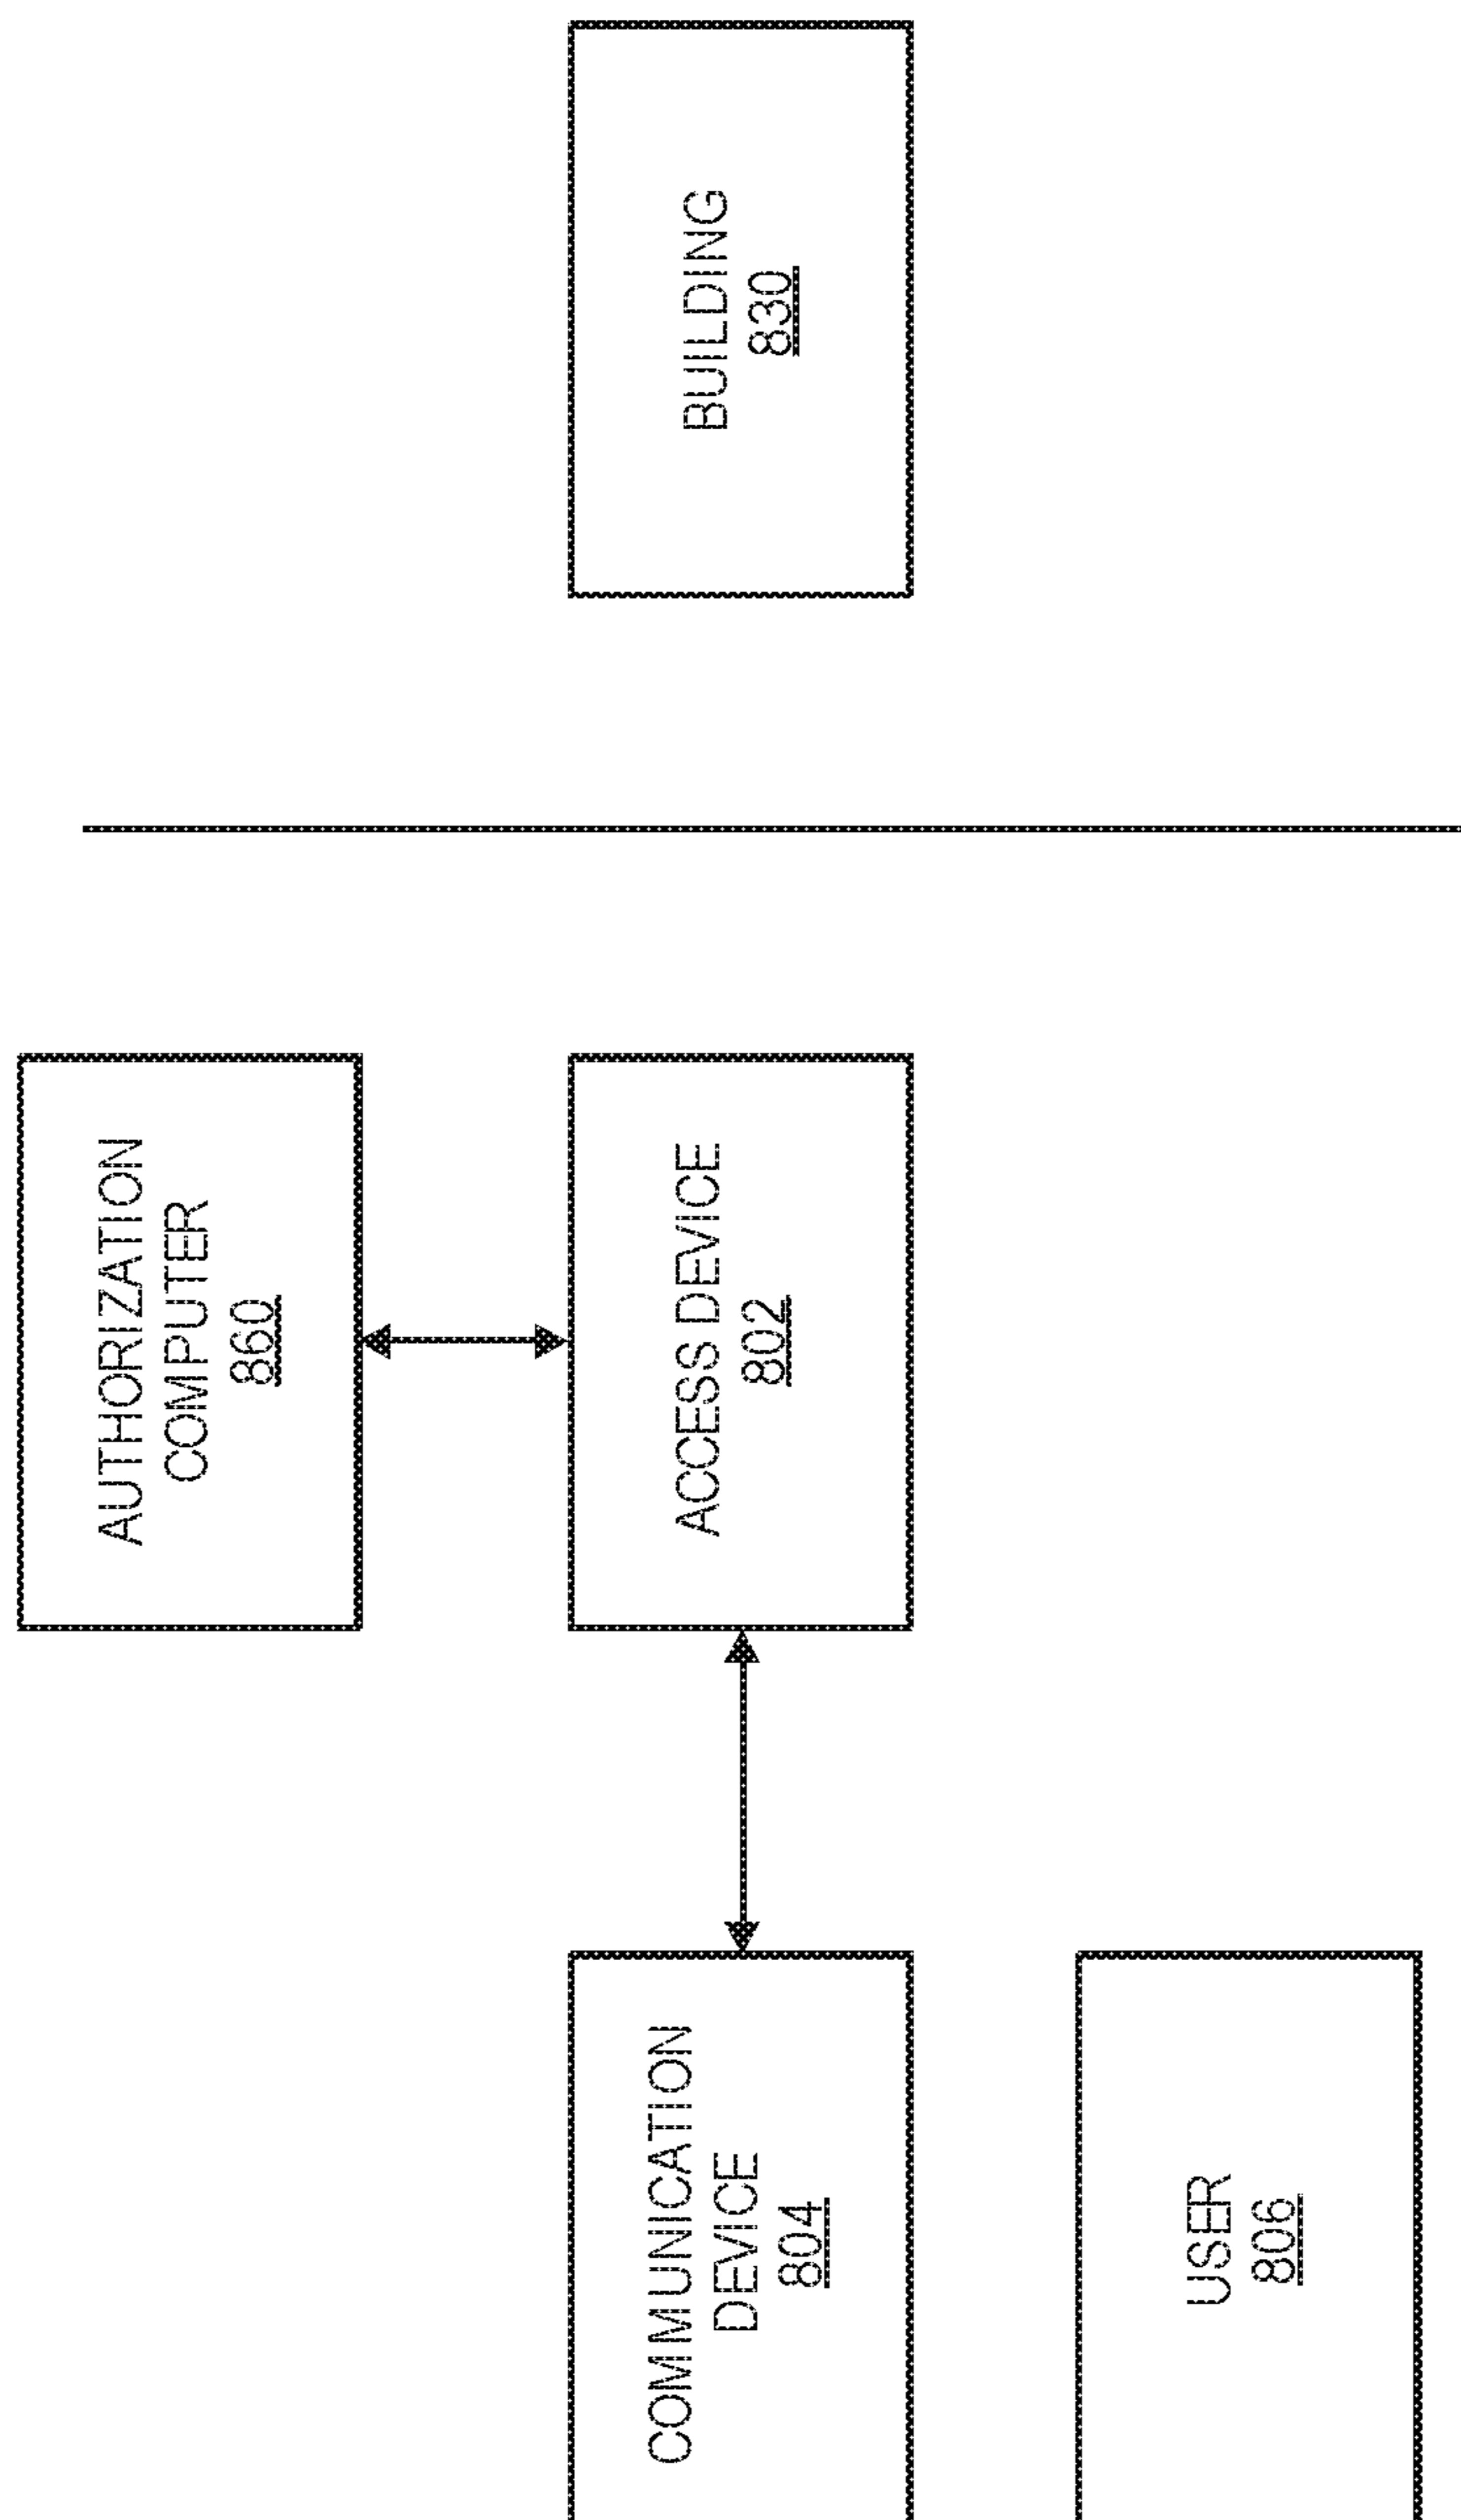 AUTHORIZATION
COMPUTER
860
COMMUNICATION
DEVICE
804
ACCESS DEVICE
802
BUILDING
830
USER
806